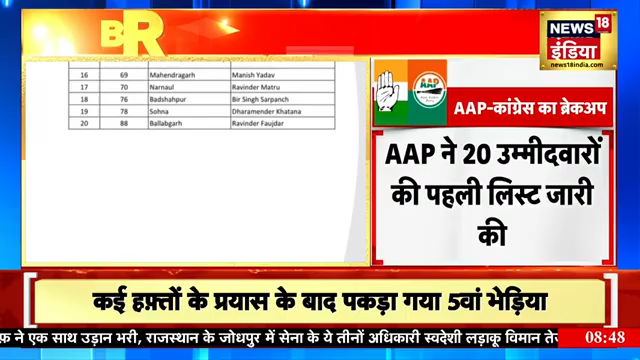 BR
NEWS 18
इंडिया
news18india.com
16 69 Mahendragarh Manish Yadav
17 70 Narnaul Ravinder Matru
18 76 Badshahpur Bir Singh Sarpanch
19 78 Sohna Dharamender Khatana
20 88 Ballabgarh Ravinder Faujdar
AAP
AAP-कांग्रेस का ब्रेकअप
AAP ने 20 उम्मीदवारों
की पहली लिस्ट जारी
की
कई हफ़्तों के प्रयास के बाद पकड़ा गया 5वां भेड़िया
फ़ ने एक साथ उड़ान भरी, राजस्थान के जोधपुर में सेना के ये तीनों अधिकारी स्वदेशी लड़ाकू विमान तेज
08:48